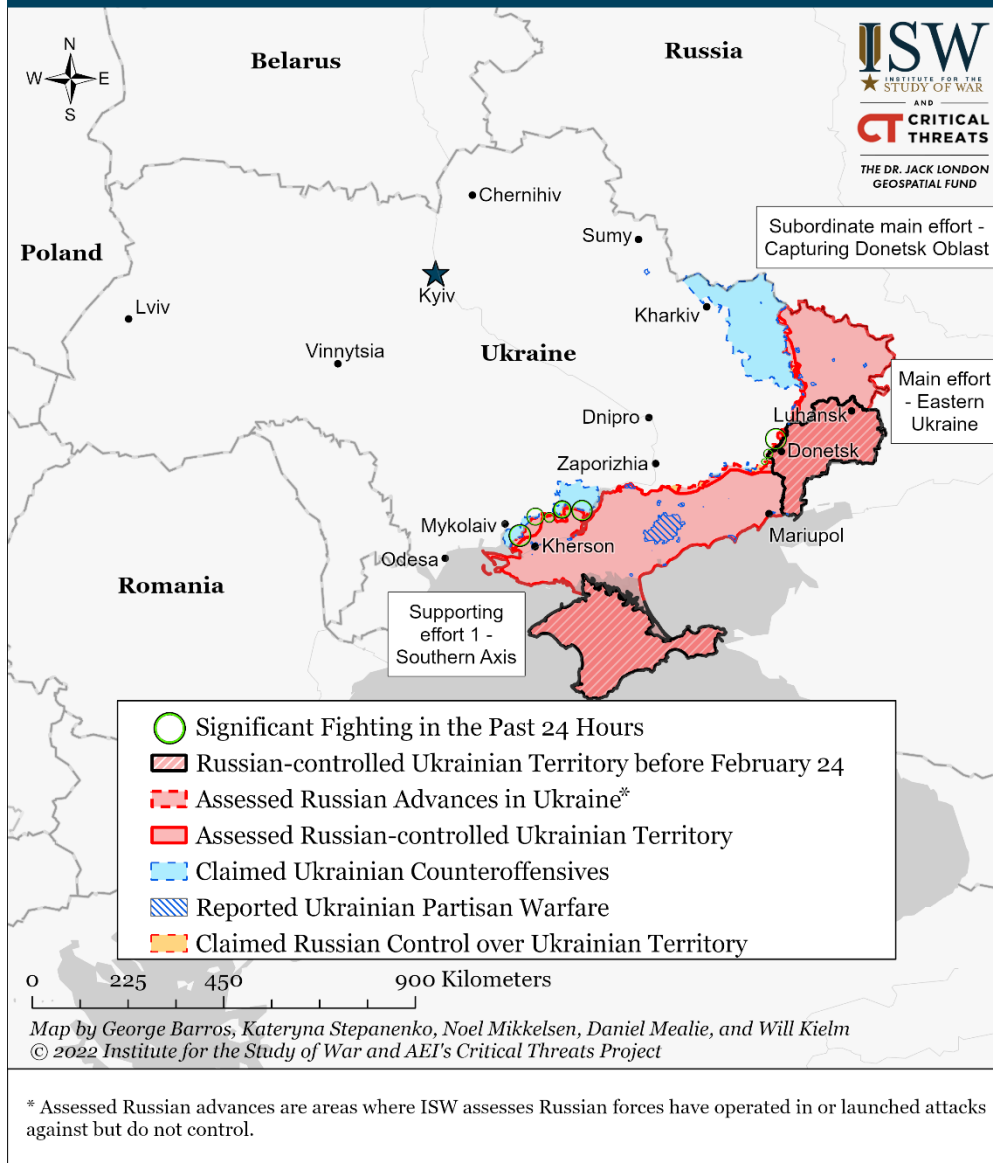 N
W E
S
Belarus
Russia
ISW
INSTITUTE FOR THE
STUDY OF WAR
AND
CT CRITICAL
THREATS
THE DR. JACK LONDON
GEOSPATIAL FUND
Chernihiv
Subordinate main effort -
Capturing Donetsk Oblast
Sumy
Poland
Kyiv
Lviv
Kharkiv
Vinnytsia
Ukraine
Main effort
- Eastern
Ukraine
Dnipro
Luhansk
Donetsk
Zaporizhia
Mykolaiv
Mariupol
Kherson
Odesa
Romania
Supporting
effort 1 -
Southern Axis
Significant Fighting in the Past 24 Hours
Russian-controlled Ukrainian Territory before February 24
Assessed Russian Advances in Ukraine*
Assessed Russian-controlled Ukrainian Territory
Claimed Ukrainian Counteroffensives
Reported Ukrainian Partisan Warfare
Claimed Russian Control over Ukrainian Territory
0 225 450 900 Kilometers
Map by George Barros, Kateryna Stepanenko, Noel Mikkelsen, Daniel Mealie, and Will Kielm
© 2022 Institute for the Study of War and AEI's Critical Threats Project
* Assessed Russian advances are areas where ISW assesses Russian forces have operated in or launched attacks
against but do not control.